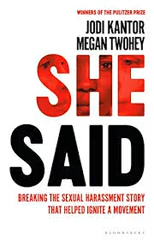 WINNERS OF THE PULITZER PRIZE
JODI KANTOR
MEGAN TWOHEY
SHE
SAID
BREAKING THE SEXUAL HARASSMENT STORY
THAT HELPED IGNITE A MOVEMENT
BLOOMSBURY